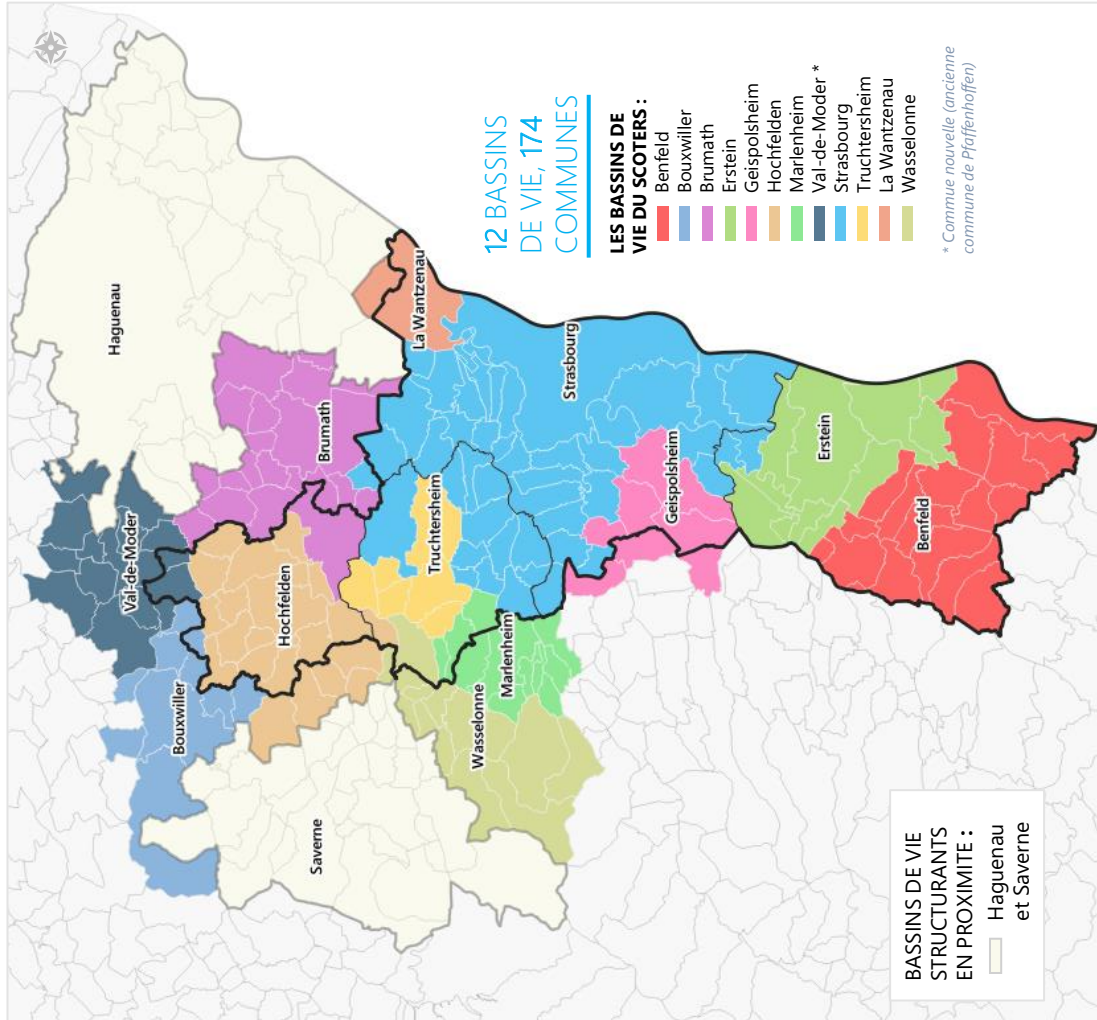 12 BASSINS
DE VIE, 174
COMMUNES
LES BASSINS DE
VIE DU SCOTERS :
Benfeld
Bouxwiller
Brumath
Erstein
Geispolsheim
Hochfelden
Marlenheim
Val-de-Moder *
Strasbourg
Truchtersheim
La Wantzenau
Wasselonne
* Commue nouvelle (ancienne
commune de Pfaffenhoffen)
Haguenau
La Wantzenau
Strasbourg
Brumath
Val-de-Moder
Truchtersheim
Geispolsheim
Erstein
Hochfelden
Benfeld
Marlenheim
Bouxwiller
Wasselonne
Saverne
BASSINS DE VIE
STRUCTURANTS
EN PROXIMITE :
Haguenau
et Saverne